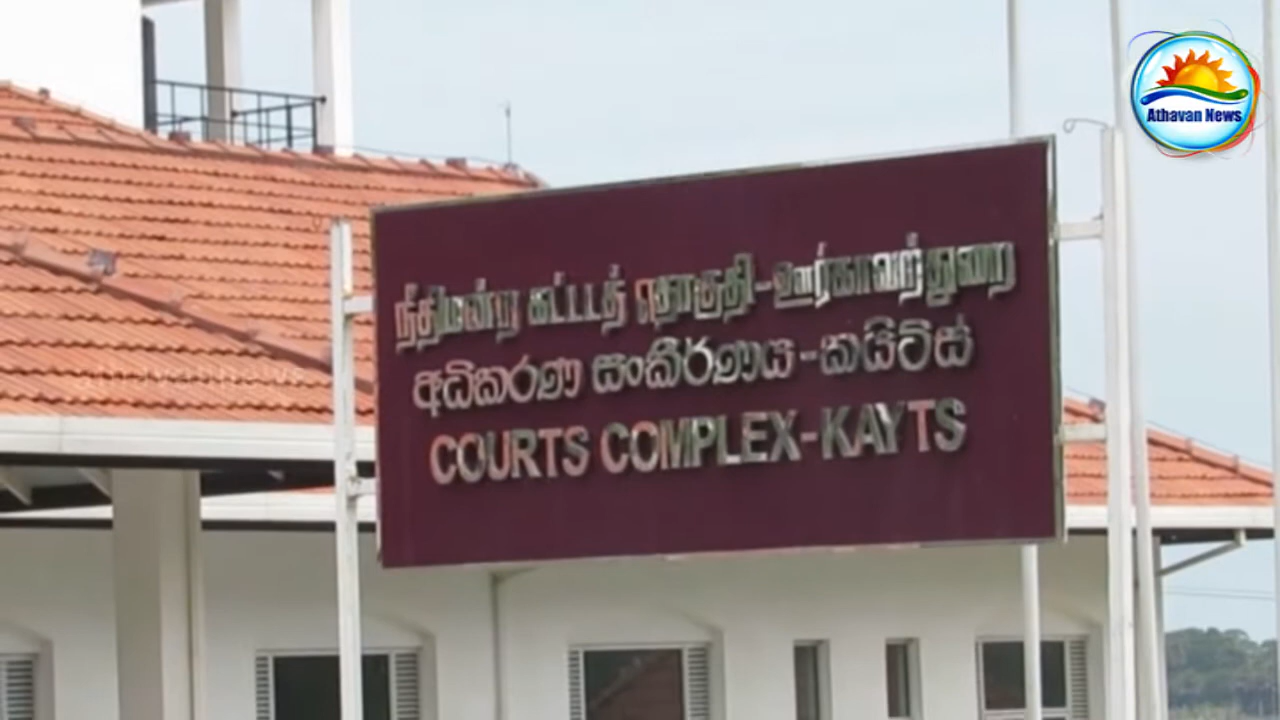 Athavan News
நீதிமன்ற கட்டடத் தொகுதி-ஊர்காவற்துறை
අධිකරණ සංකීර්ණය-කයිට්ස්
COURTS COMPLEX-KAYTS